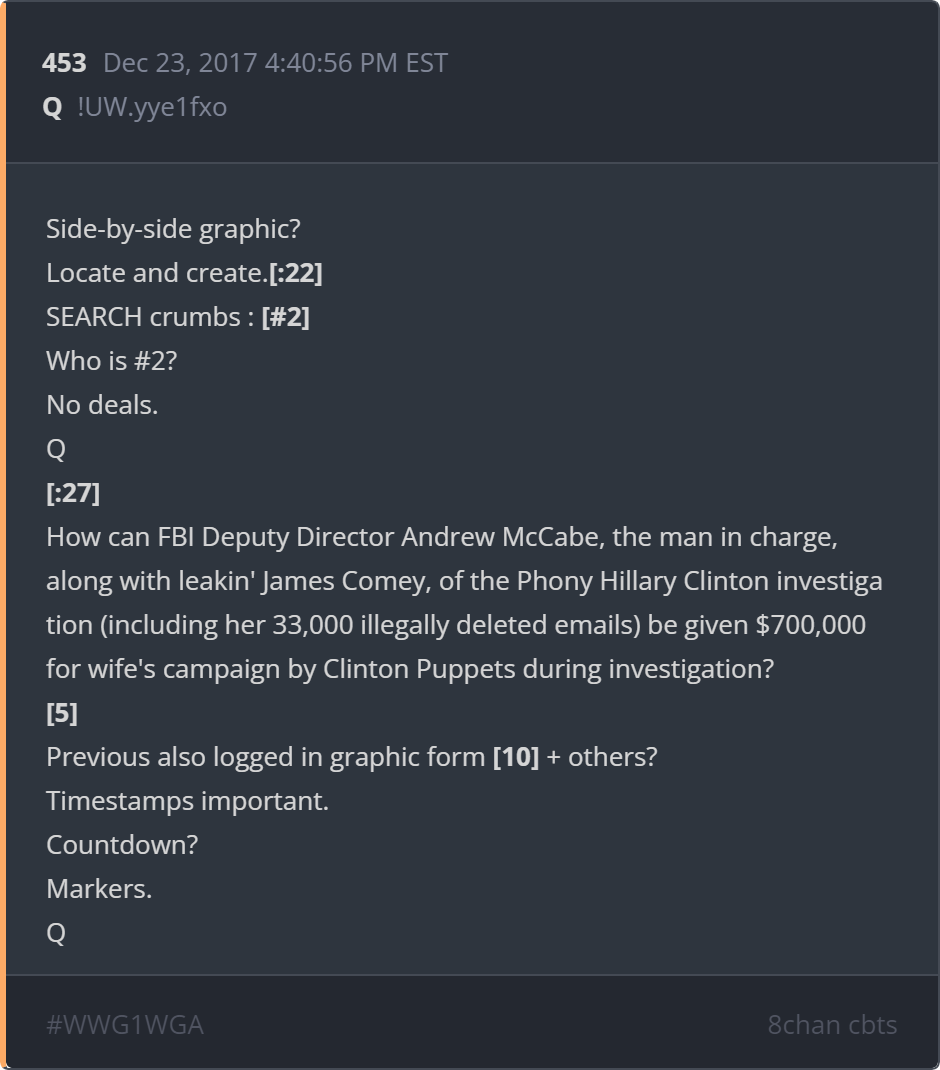 453 Dec 23, 2017 4:40:56 PM EST
Q !UW.yye1fxo
Side-by-side graphic?
Locate and create.[:22]
SEARCH crumbs : [#2]
Who is #2?
No deals.
Q
[:27]
How can FBI Deputy Director Andrew McCabe, the man in charge,
along with leakin' James Comey, of the Phony Hillary Clinton investiga
tion (including her 33,000 illegally deleted emails) be given $700,000
for wife's campaign by Clinton Puppets during investigation?
[5]
Previous also logged in graphic form [10] + others?
Timestamps important.
Countdown?
Markers.
Q
#WWG1WGA 8chan cbts